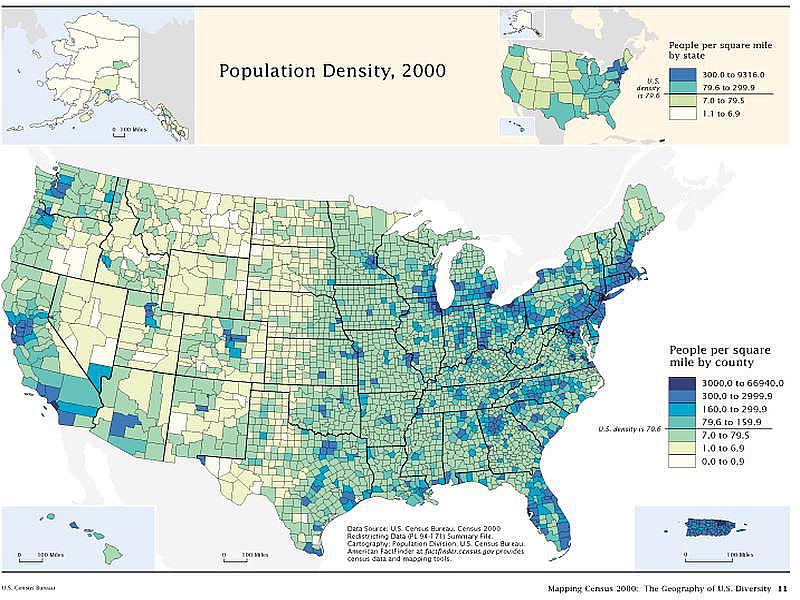 Population Density, 2000
People per square mile
by state
300.0 to 9316.0
79.6 to 299.9
7.0 to 79.5
1.1 to 6.9
U.S.
density
is 79.6
0 100 Miles
People per square
mile by county
3000.0 to 66940.0
300.0 to 2999.9
160.0 to 299.9
79.6 to 159.9
7.0 to 79.5
1.0 to 6.9
0.0 to 0.9
U.S. density is 79.6
Data Source: U.S. Census Bureau, Census 2000
Redistricting Data (PL 94-171) Summary File.
Cartography: Population Division, U.S. Census Bureau.
American FactFinder at factfinder.census.gov provides
census data and mapping tools.
0 100 Miles
0 100 Miles
0 100 Miles
U.S. Census Bureau
Mapping Census 2000: The Geography of U.S. Diversity 11